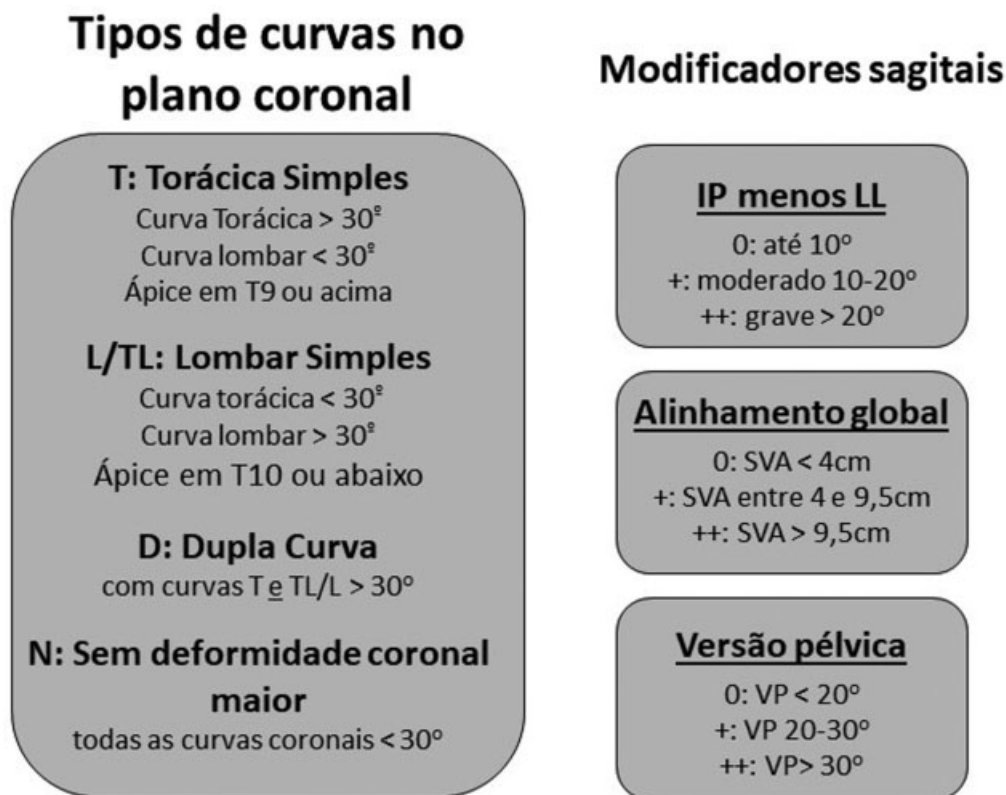 Tipos de curvas no
plano coronal
T: Torácica Simples
Curva Torácica > 30º
Curva lombar < 30º
Ápice em T9 ou acima
L/TL: Lombar Simples
Curva torácica < 30º
Curva lombar > 30º
Ápice em T10 ou abaixo
D: Dupla Curva
com curvas T e TL/L > 30º
N: Sem deformidade coronal
maior
todas as curvas coronais < 30º
Modificadores sagitais
IP menos LL
0: até 10º
+: moderado 10-20º
++: grave > 20º
Alinhamento global
0: SVA < 4cm
+: SVA entre 4 e 9,5cm
++: SVA > 9,5cm
Versão pélvica
0: VP < 20º
+: VP 20-30º
++: VP> 30º